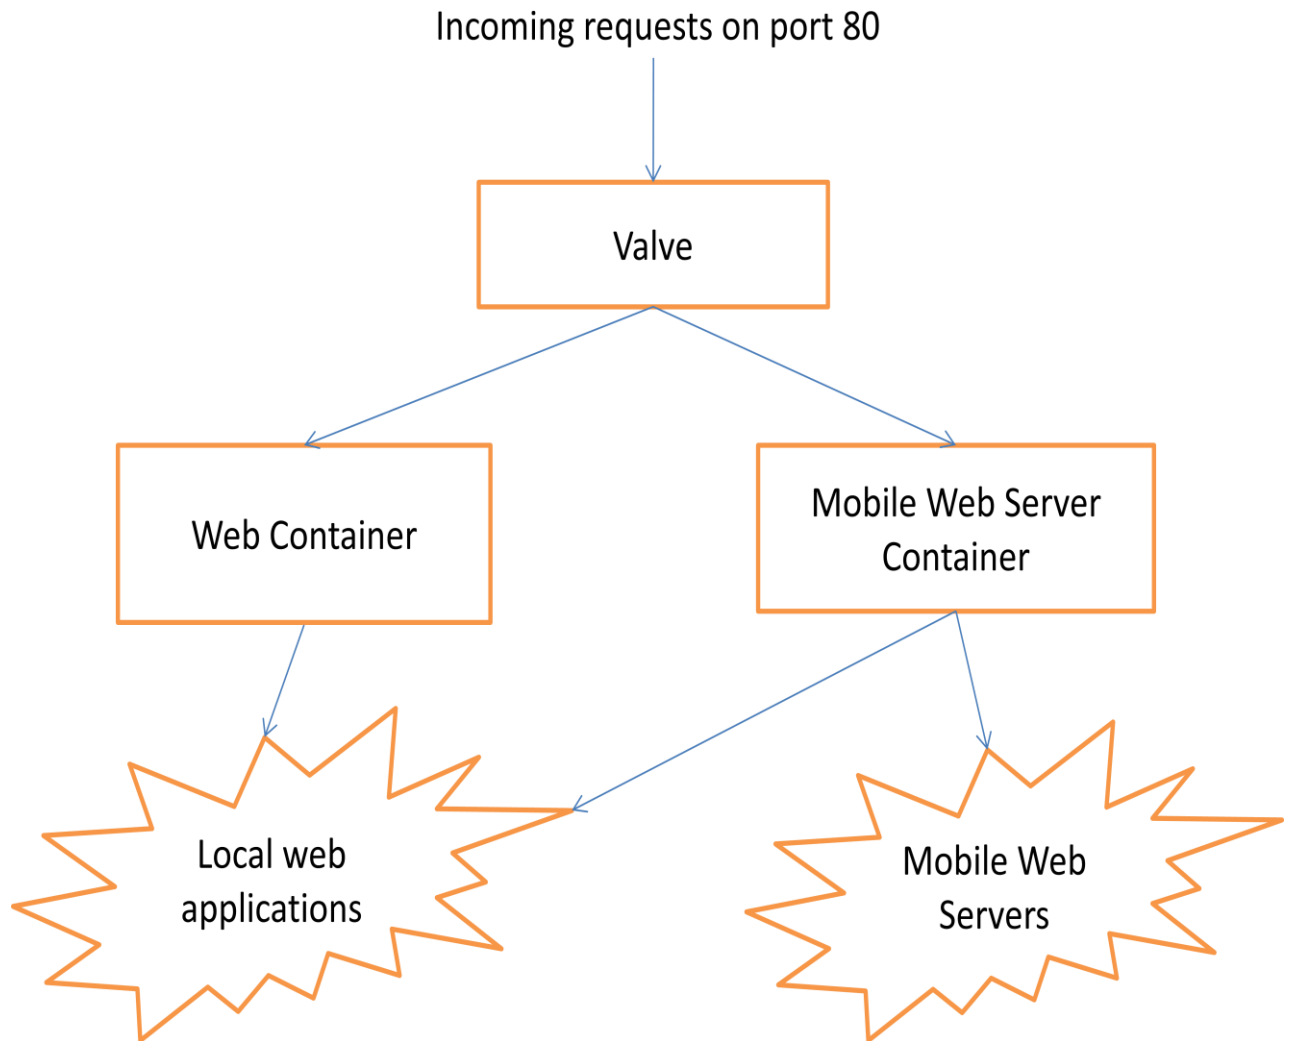 Incoming requests on port 80
Valve
Web Container
Mobile Web Server
Container
Local web
applications
Mobile Web
Servers